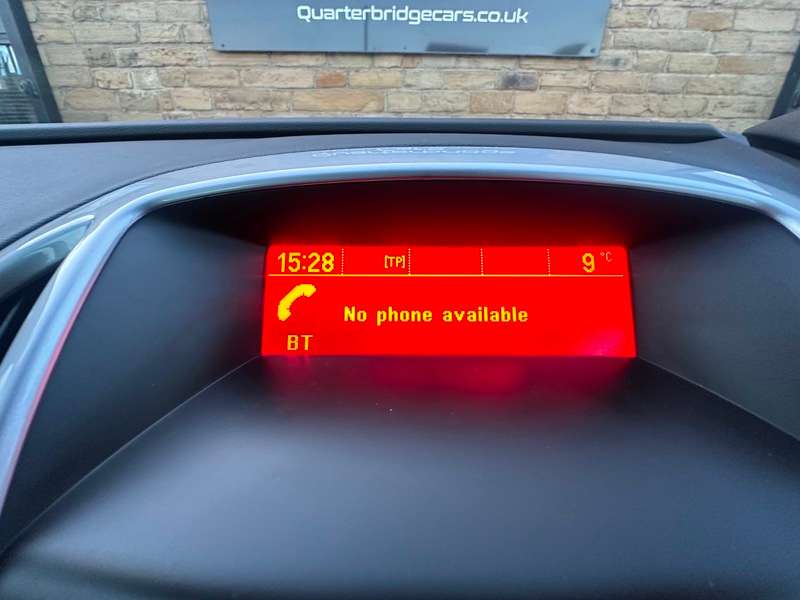 Quarterbridgecars.co.uk
15:28 [TP] 9 °C
No phone available
BT